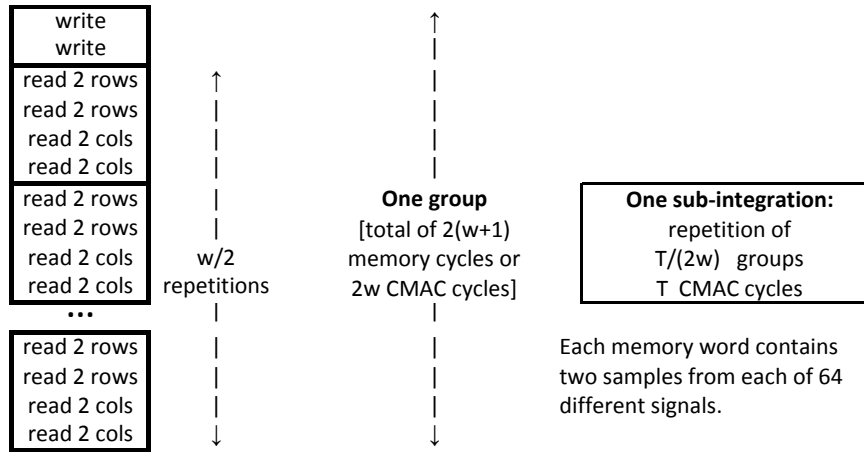 write
write
read 2 rows
read 2 rows
read 2 cols
read 2 cols
read 2 rows
read 2 rows
read 2 cols
read 2 cols
...
read 2 rows
read 2 rows
read 2 cols
read 2 cols
w/2
repetitions
One group
[total of 2(w+1)
memory cycles or
2w CMAC cycles]
One sub-integration:
repetition of
T/(2w) groups
T CMAC cycles
Each memory word contains
two samples from each of 64
different signals.